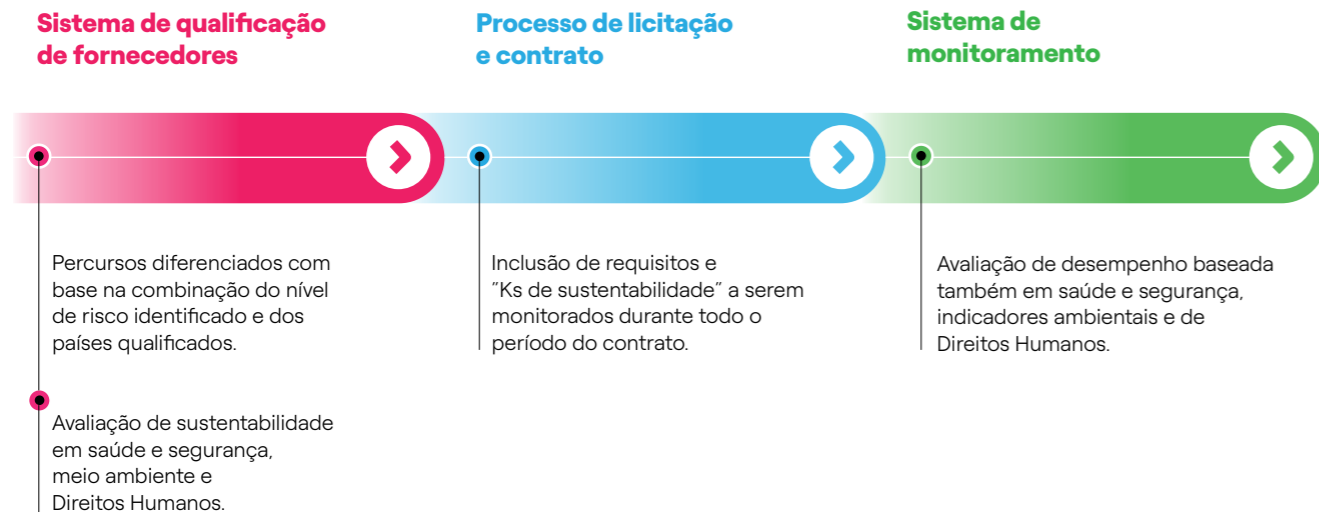 Sistema de qualificação
de fornecedores
Processo de licitação
e contrato
Sistema de
monitoramento
Percursos diferenciados com
base na combinação do nível
de risco identificado e dos
países qualificados.
Avaliação de sustentabilidade
em saúde e segurança,
meio ambiente e
Direitos Humanos.
Inclusão de requisitos e
"Ks de sustentabilidade" a serem
monitorados durante todo o
período do contrato.
Avaliação de desempenho baseada
também em saúde e segurança,
indicadores ambientais e de
Direitos Humanos.